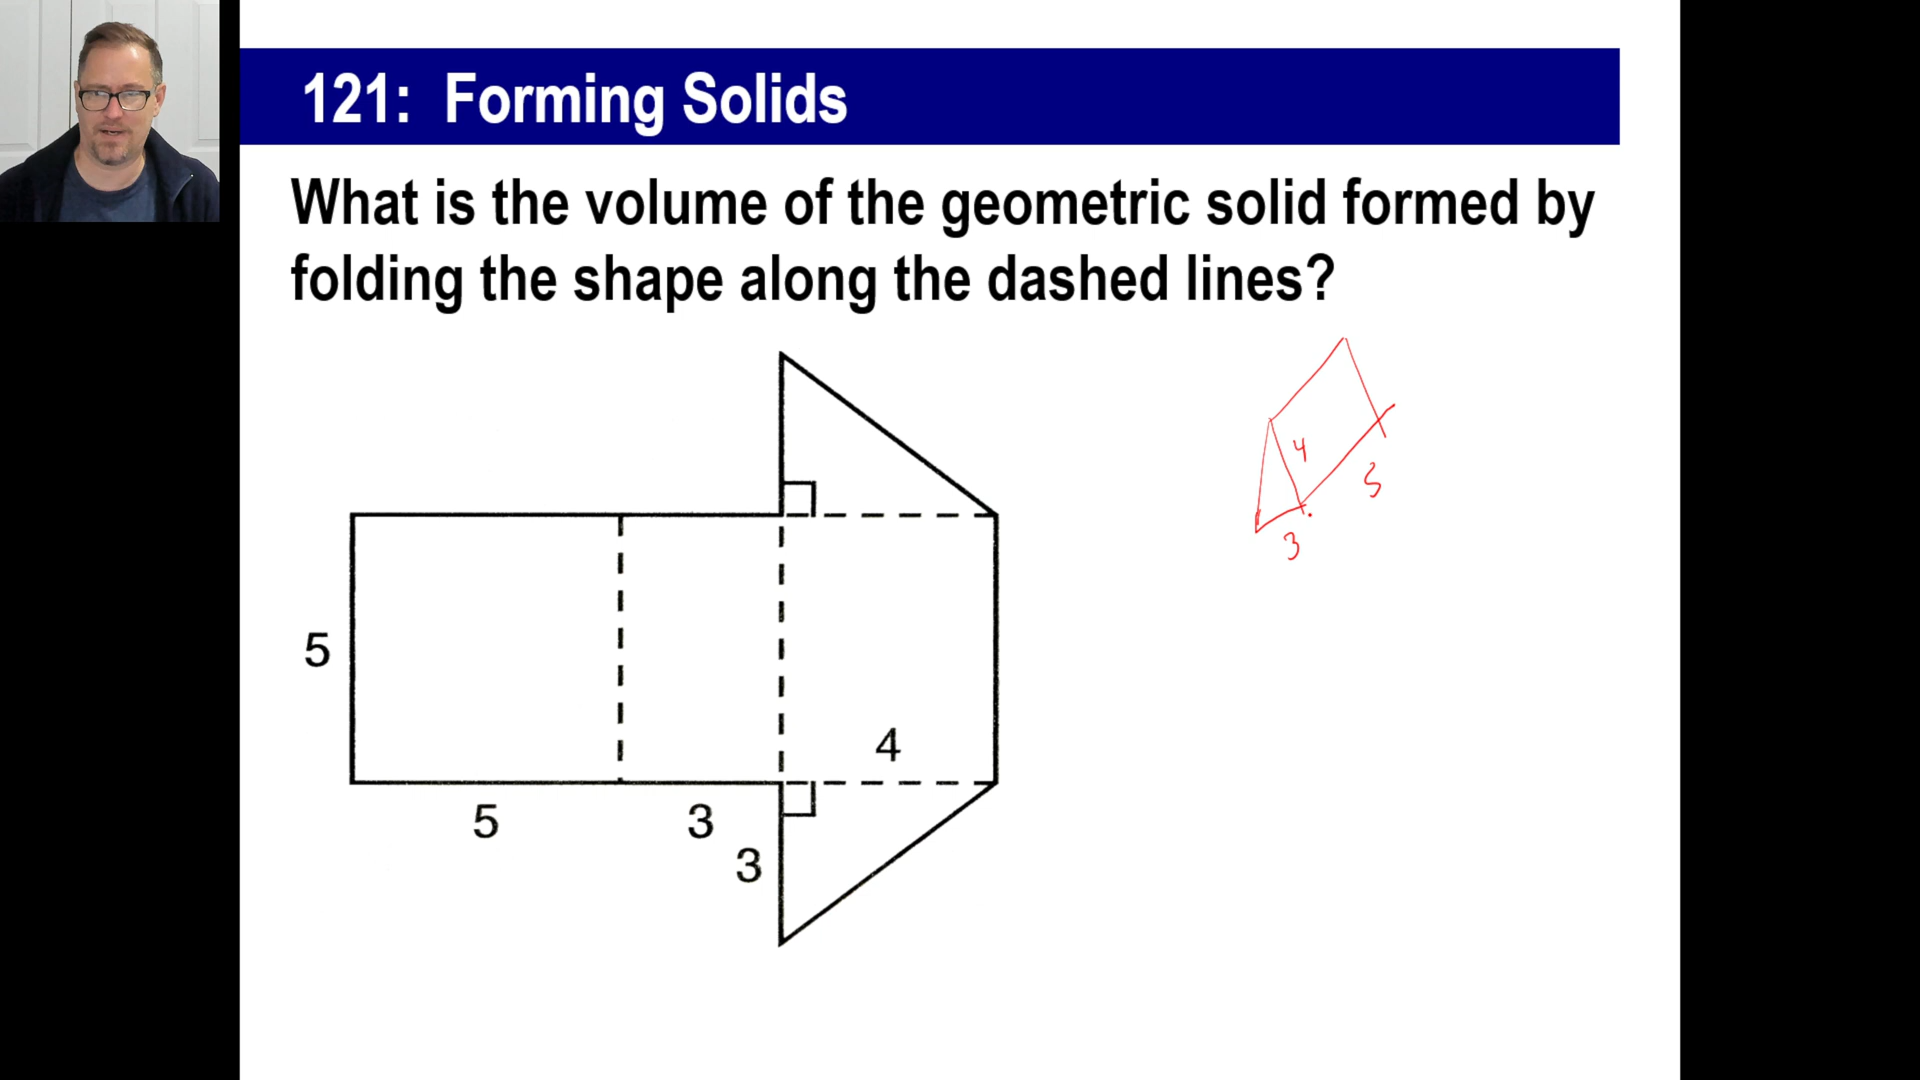 121: Forming Solids
What is the volume of the geometric solid formed by
folding the shape along the dashed lines?
4
5
3
5
4
5
3
3